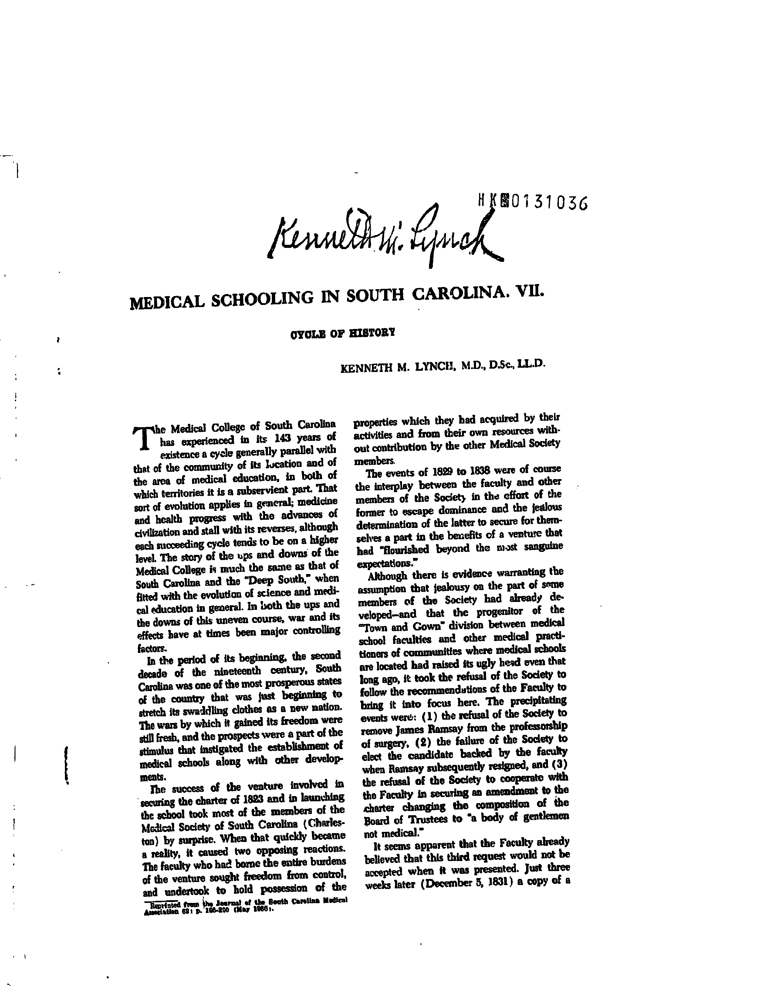 HK 0131036
Kenneth M. Lynch
MEDICAL SCHOOLING IN SOUTH CAROLINA. VII.
CYCLE OF HISTORY
KENNETH M. LYNCH, M.D., D.Sc., LL.D.
The Medical College of South Carolina
has experienced in its 143 years of
existence a cycle generally parallel with
that of the community of its location and of
the area of medical education, in both of
which territories it is a subservient part. That
sort of evolution applies in general; medicine
and health progress with the advances of
civilization and stall with its reverses, although
each succeeding cycle tends to be on a higher
level. The story of the ups and downs of the
Medical College is much the same as that of
South Carolina and the "Deep South," when
fitted with the evolution of science and medi-
cal education in general. In both the ups and
the downs of this uneven course, war and its
effects have at times been major controlling
factors.
In the period of its beginning, the second
decade of the nineteenth century, South
Carolina was one of the most prosperous states
of the country that was just beginning to
stretch its swaddling clothes as a new nation.
The wars by which it gained its freedom were
still fresh, and the prospects were a part of the
stimulus that instigated the establishment of
medical schools along with other develop-
ments.
The success of the venture involved in
securing the charter of 1823 and in launching
the school took most of the members of the
Medical Society of South Carolina (Charles-
ton) by surprise. When that quickly became
a reality, it caused two opposing reactions.
The faculty who had borne the entire burdens
of the venture sought freedom from control,
and undertook to hold possession of the
Reprinted from the Journal of the South Carolina Medical
Association 62: p. (May 1966).
properties which they had acquired by their
activities and from their own resources with-
out contribution by the other Medical Society
members.
The events of 1829 to 1838 were of course
the interplay between the faculty and other
members of the Society in the effort of the
former to escape dominance and the jealous
determination of the latter to secure for them-
selves a part in the benefits of a venture that
had "flourished beyond the most sanguine
expectations."
Although there is evidence warranting the
assumption that jealousy on the part of some
members of the Society had already de-
veloped—and that the progenitor of the
"Town and Gown" division between medical
school faculties and other medical practi-
tioners of communities where medical schools
are located had raised its ugly head even that
long ago, it took the refusal of the Society to
follow the recommendations of the Faculty to
bring it into focus here. The precipitating
events were: (1) the refusal of the Society to
remove James Ramsay from the professorship
of surgery, (2) the failure of the Society to
elect the candidate backed by the faculty
when Ramsay subsequently resigned, and (3)
the refusal of the Society to cooperate with
the Faculty in securing an amendment to the
charter changing the composition of the
Board of Trustees to "a body of gentlemen
not medical."
It seems apparent that the Faculty already
believed that this third request would not be
accepted when it was presented. Just three
weeks later (December 5, 1831) a copy of a